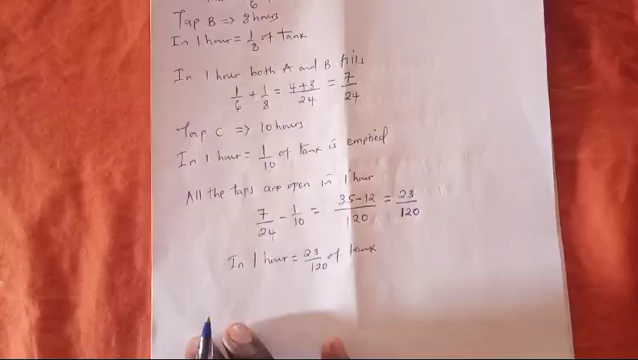 6
Tap B => 8 hours
In 1 hour = 1/8 of tank
In 1 hour both A and B fills
1/6 + 1/8 = 4+3/24 = 7/24
Tap C => 10 hours
In 1 hour = 1/10 of tank is emptied
All the taps are open in 1 hour
7/24 - 1/10 = 35-12/120 = 23/120
In 1 hour = 23/120 of tank